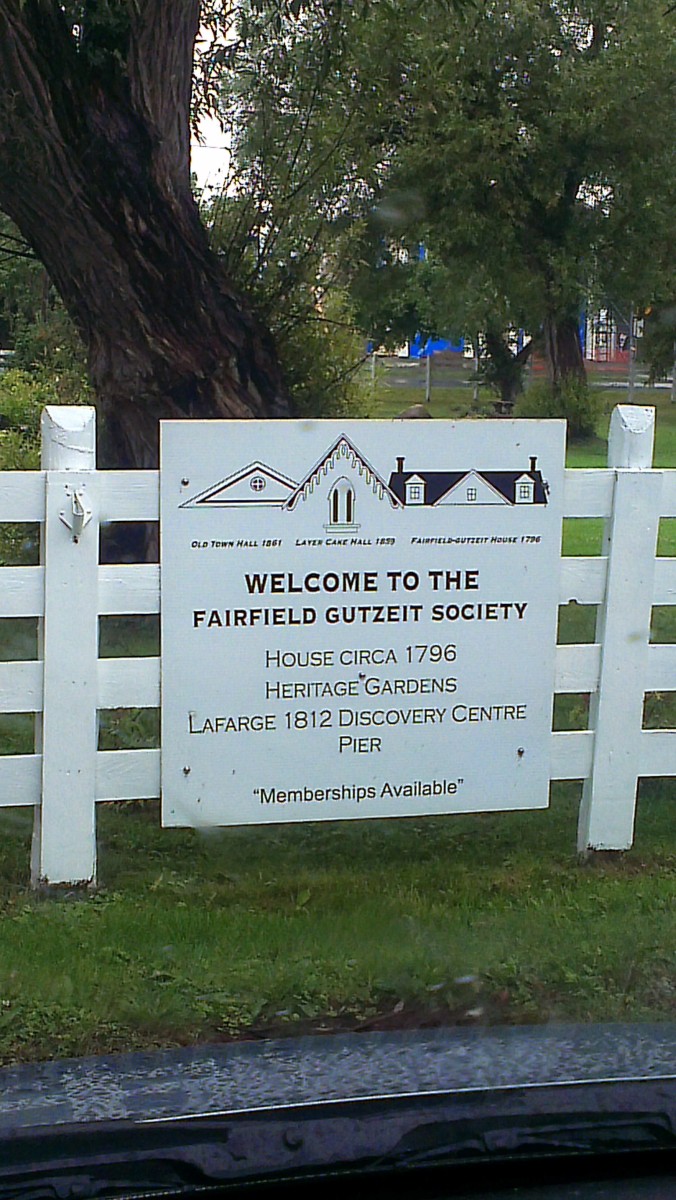 OLD TOWN HALL 1861 LAYER CAKE HALL 1859 FAIRFIELD-GUTZEIT HOUSE 1796
WELCOME TO THE
FAIRFIELD GUTZEIT SOCIETY
HOUSE CIRCA 1796
HERITAGE GARDENS
LAFARGE 1812 DISCOVERY CENTRE
PIER
"Memberships Available"